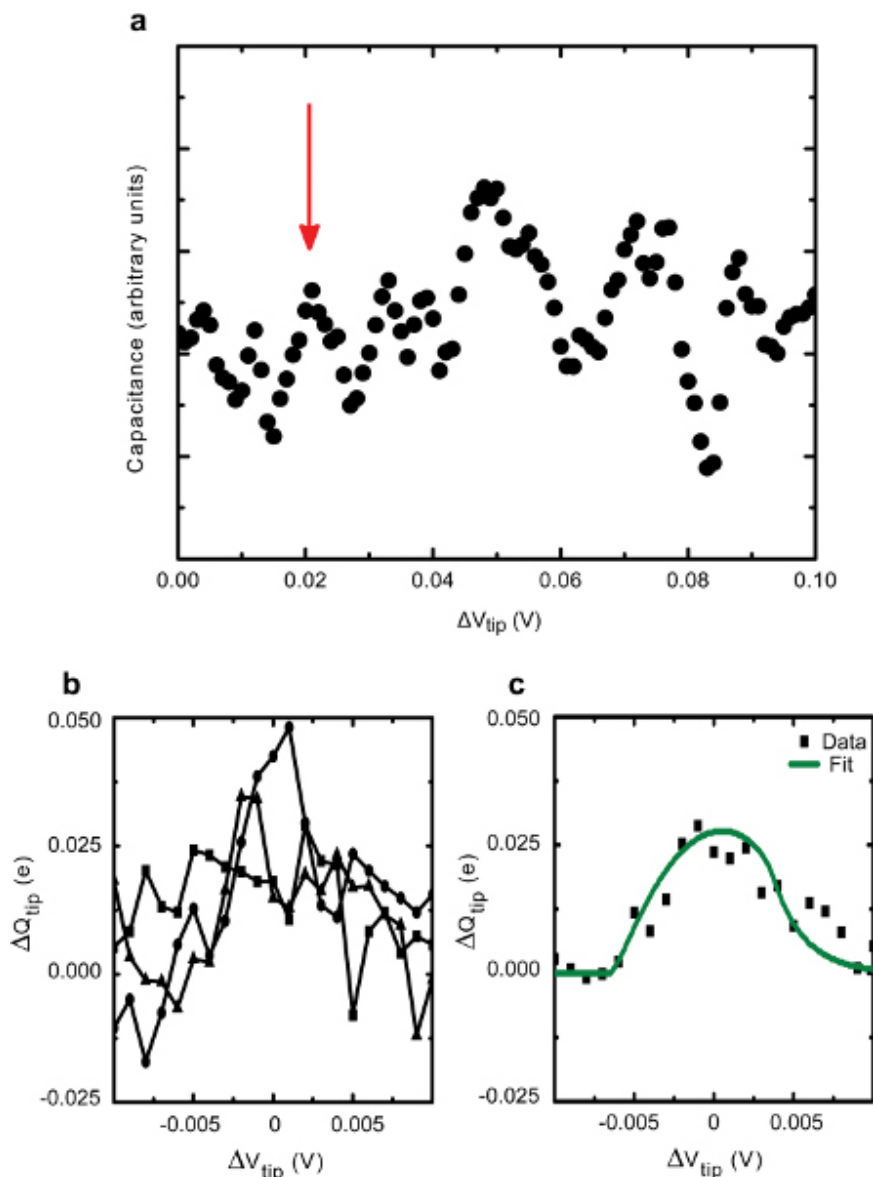 a
Capacitance (arbitrary units)
0.00 0.02 0.04 0.06 0.08 0.10
ΔVtip (V)
b
0.050
0.025
0.000
-0.025
ΔQtip (e)
-0.005 0 0.005
ΔVtip (V)
c
0.050
0.025
0.000
-0.025
ΔQtip (e)
Data
Fit
-0.005 0 0.005
ΔVtip (V)